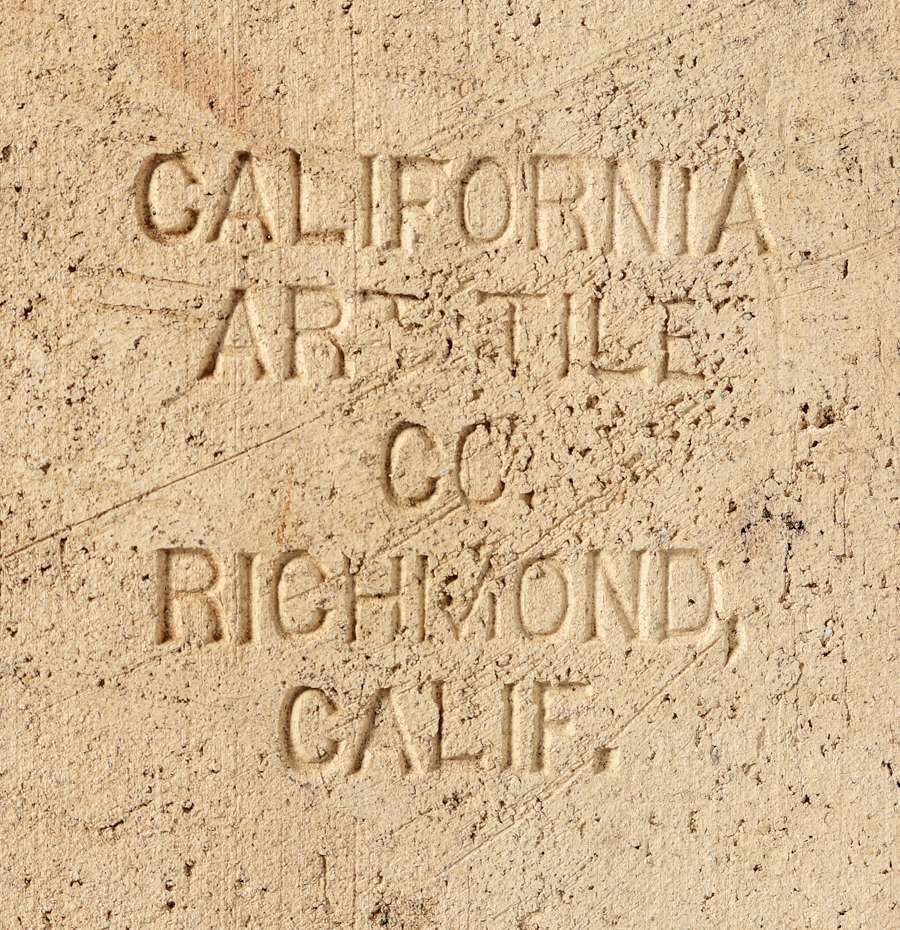 CALIFORNIA
ART TILE
CO.
RICHMOND,
CALIF.